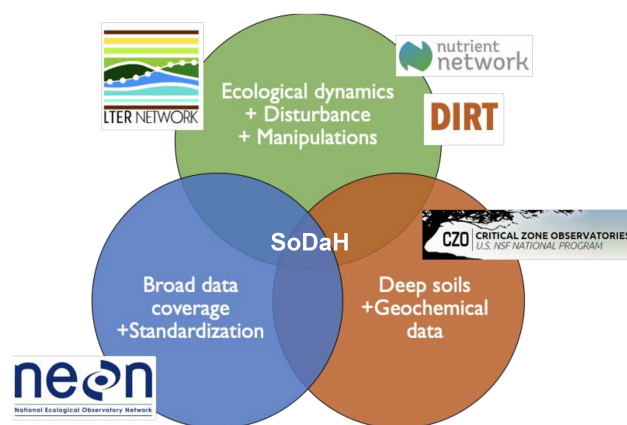 nutrient
network
LTER NETWORK
DIRT
Ecological dynamics
+ Disturbance
+ Manipulations
CZO
CRITICAL ZONE OBSERVATORIES
U.S. NSF NATIONAL PROGRAM
SoDaH
Broad data
coverage
+Standardization
Deep soils
+Geochemical
data
neon
National Ecological Observatory Network